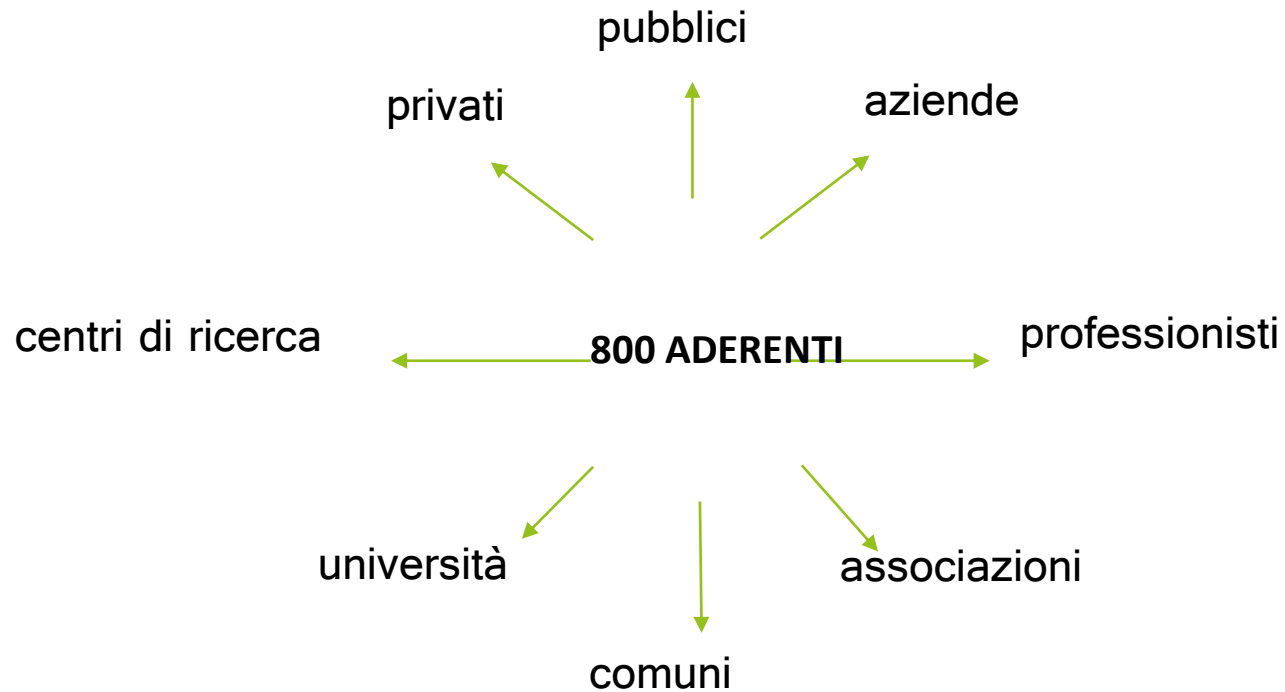 pubblici
privati
aziende
centri di ricerca
800 ADERENTI
professionisti
università
associazioni
comuni